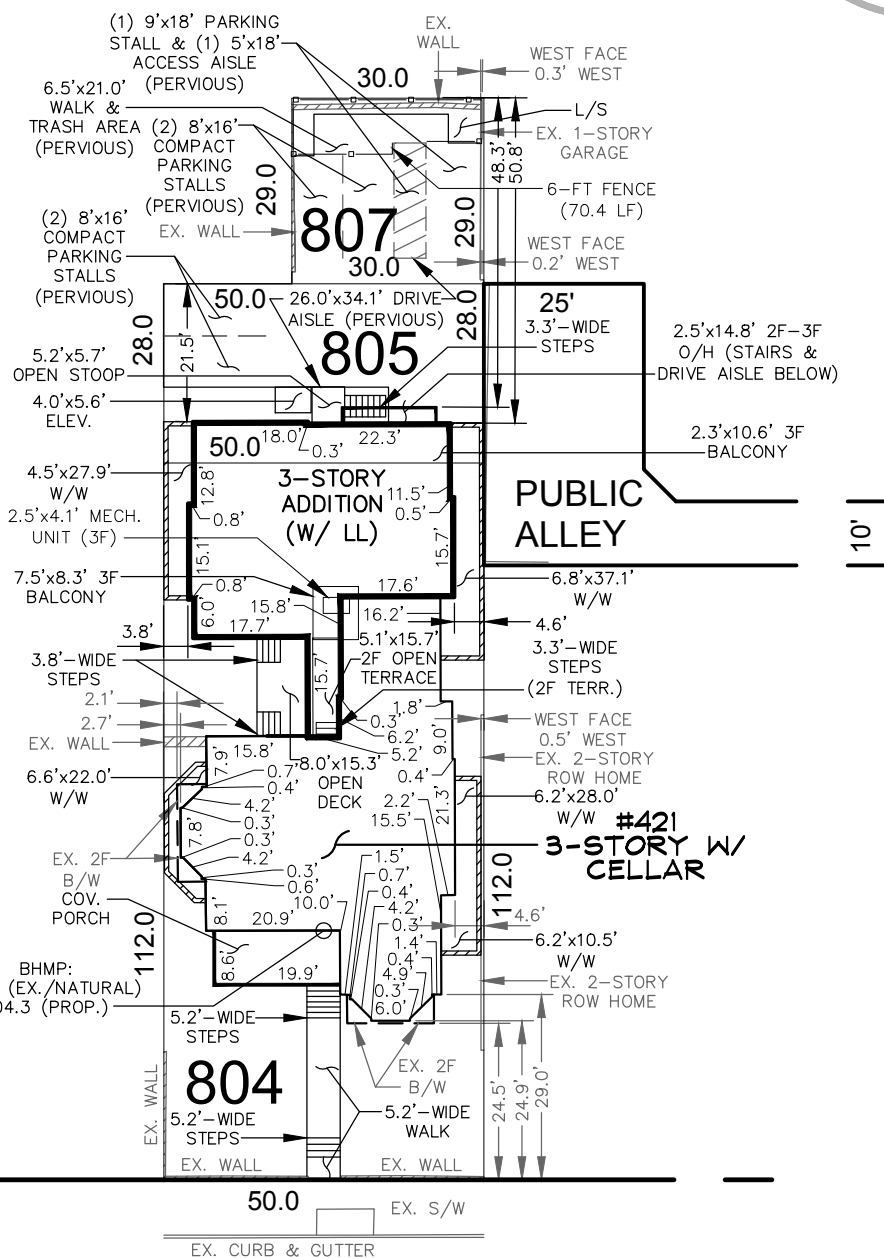 (1) 9'x18' PARKING
STALL & (1) 5'x18'
ACCESS AISLE
(PERVIOUS)
EX.
WALL
WEST FACE
0.3' WEST
30.0
6.5'x21.0'
WALK &
TRASH AREA
(PERVIOUS)
(2) 8'x16'
COMPACT
PARKING
STALLS
(PERVIOUS)
L/S
EX. 1-STORY
GARAGE
48.3'
50.8'
29.0
29.0
6-FT FENCE
(70.4 LF)
EX. WALL
807
30.0
WEST FACE
0.2' WEST
(2) 8'x16'
COMPACT
PARKING
STALLS
(PERVIOUS)
50.0
26.0'x34.1' DRIVE
AISLE (PERVIOUS)
25'
28.0
21.5'
28.0
805
3.3'-WIDE
STEPS
2.5'x14.8' 2F-3F
O/H (STAIRS &
DRIVE AISLE BELOW)
5.2'x5.7'
OPEN STOOP
4.0'x5.6'
ELEV.
18.0'
0.3'
22.3'
50.0
2.3'x10.6' 3F
BALCONY
3-STORY
ADDITION
(W/ LL)
4.5'x27.9'
W/W
12.8'
0.8'
11.5'
0.5'
PUBLIC
ALLEY
10'
2.5'x4.1' MECH.
UNIT (3F)
15.1'
15.7'
7.5'x8.3' 3F
BALCONY
0.8'
17.6'
6.8'x37.1'
W/W
6.0'
15.8'
16.2'
4.6'
3.8'
17.7'
5.1'x15.7'
2F OPEN
TERRACE
15.7'
3.8'-WIDE
STEPS
3.3'-WIDE
STEPS
(2F TERR.)
2.1'
2.7'
1.8'
0.3'
6.2'
5.2'
9.0'
WEST FACE
0.5' WEST
EX. WALL
15.8'
7.9'
8.0'x15.3'
OPEN
DECK
0.4'
EX. 2-STORY
ROW HOME
6.6'x22.0'
W/W
0.7'
0.4'
4.2'
0.3'
0.3'
4.2'
7.8'
2.2'
15.5'
21.3'
6.2'x28.0'
W/W
#421
3-STORY W/
CELLAR
EX. 2F
B/W
0.3'
0.6'
1.5'
0.7'
0.4'
4.2'
0.3'
112.0
COV.
PORCH
8.1'
20.9'
10.0'
4.6'
112.0
8.6'
19.9'
1.4'
0.4'
4.9'
0.3'
6.0'
6.2'x10.5'
W/W
BHMP:
(EX./NATURAL)
04.3 (PROP.)
EX. 2-STORY
ROW HOME
5.2'-WIDE
STEPS
EX. 2F
B/W
24.5'
24.9'
29.0'
804
EX. WALL
5.2'-WIDE
STEPS
5.2'-WIDE
WALK
EX. WALL
EX. WALL
50.0
EX. S/W
EX. CURB & GUTTER